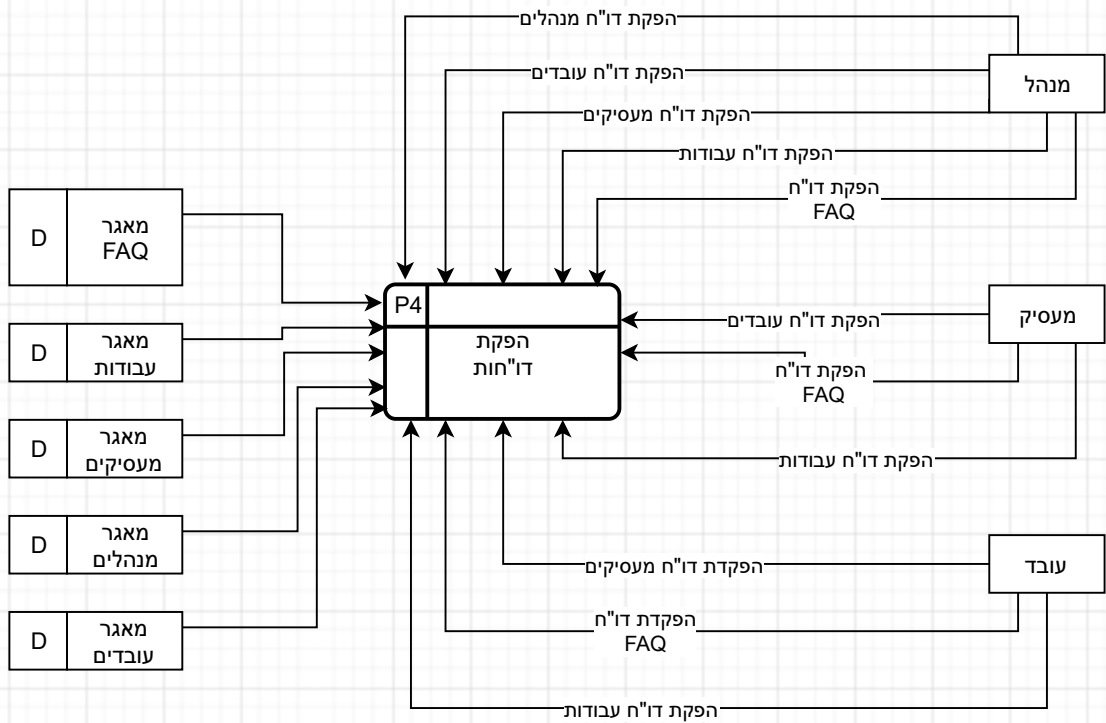 הפקת דו"ח מנהלים
הפקת דו"ח עובדים
מנהל
הפקת דו"ח מעסיקים
הפקת דו"ח עבודות
הפקת דו"ח
FAQ
D
מאגר
FAQ
P4
הפקת
דו"חות
מעסיק
הפקת דו"ח עובדים
הפקת דו"ח
FAQ
D
מאגר
עבודות
D
מאגר
מעסיקים
הפקת דו"ח עבודות
D
מאגר
מנהלים
עובד
הפקדת דו"ח מעסיקים
הפקדת דו"ח
FAQ
D
מאגר
עובדים
הפקת דו"ח עבודות